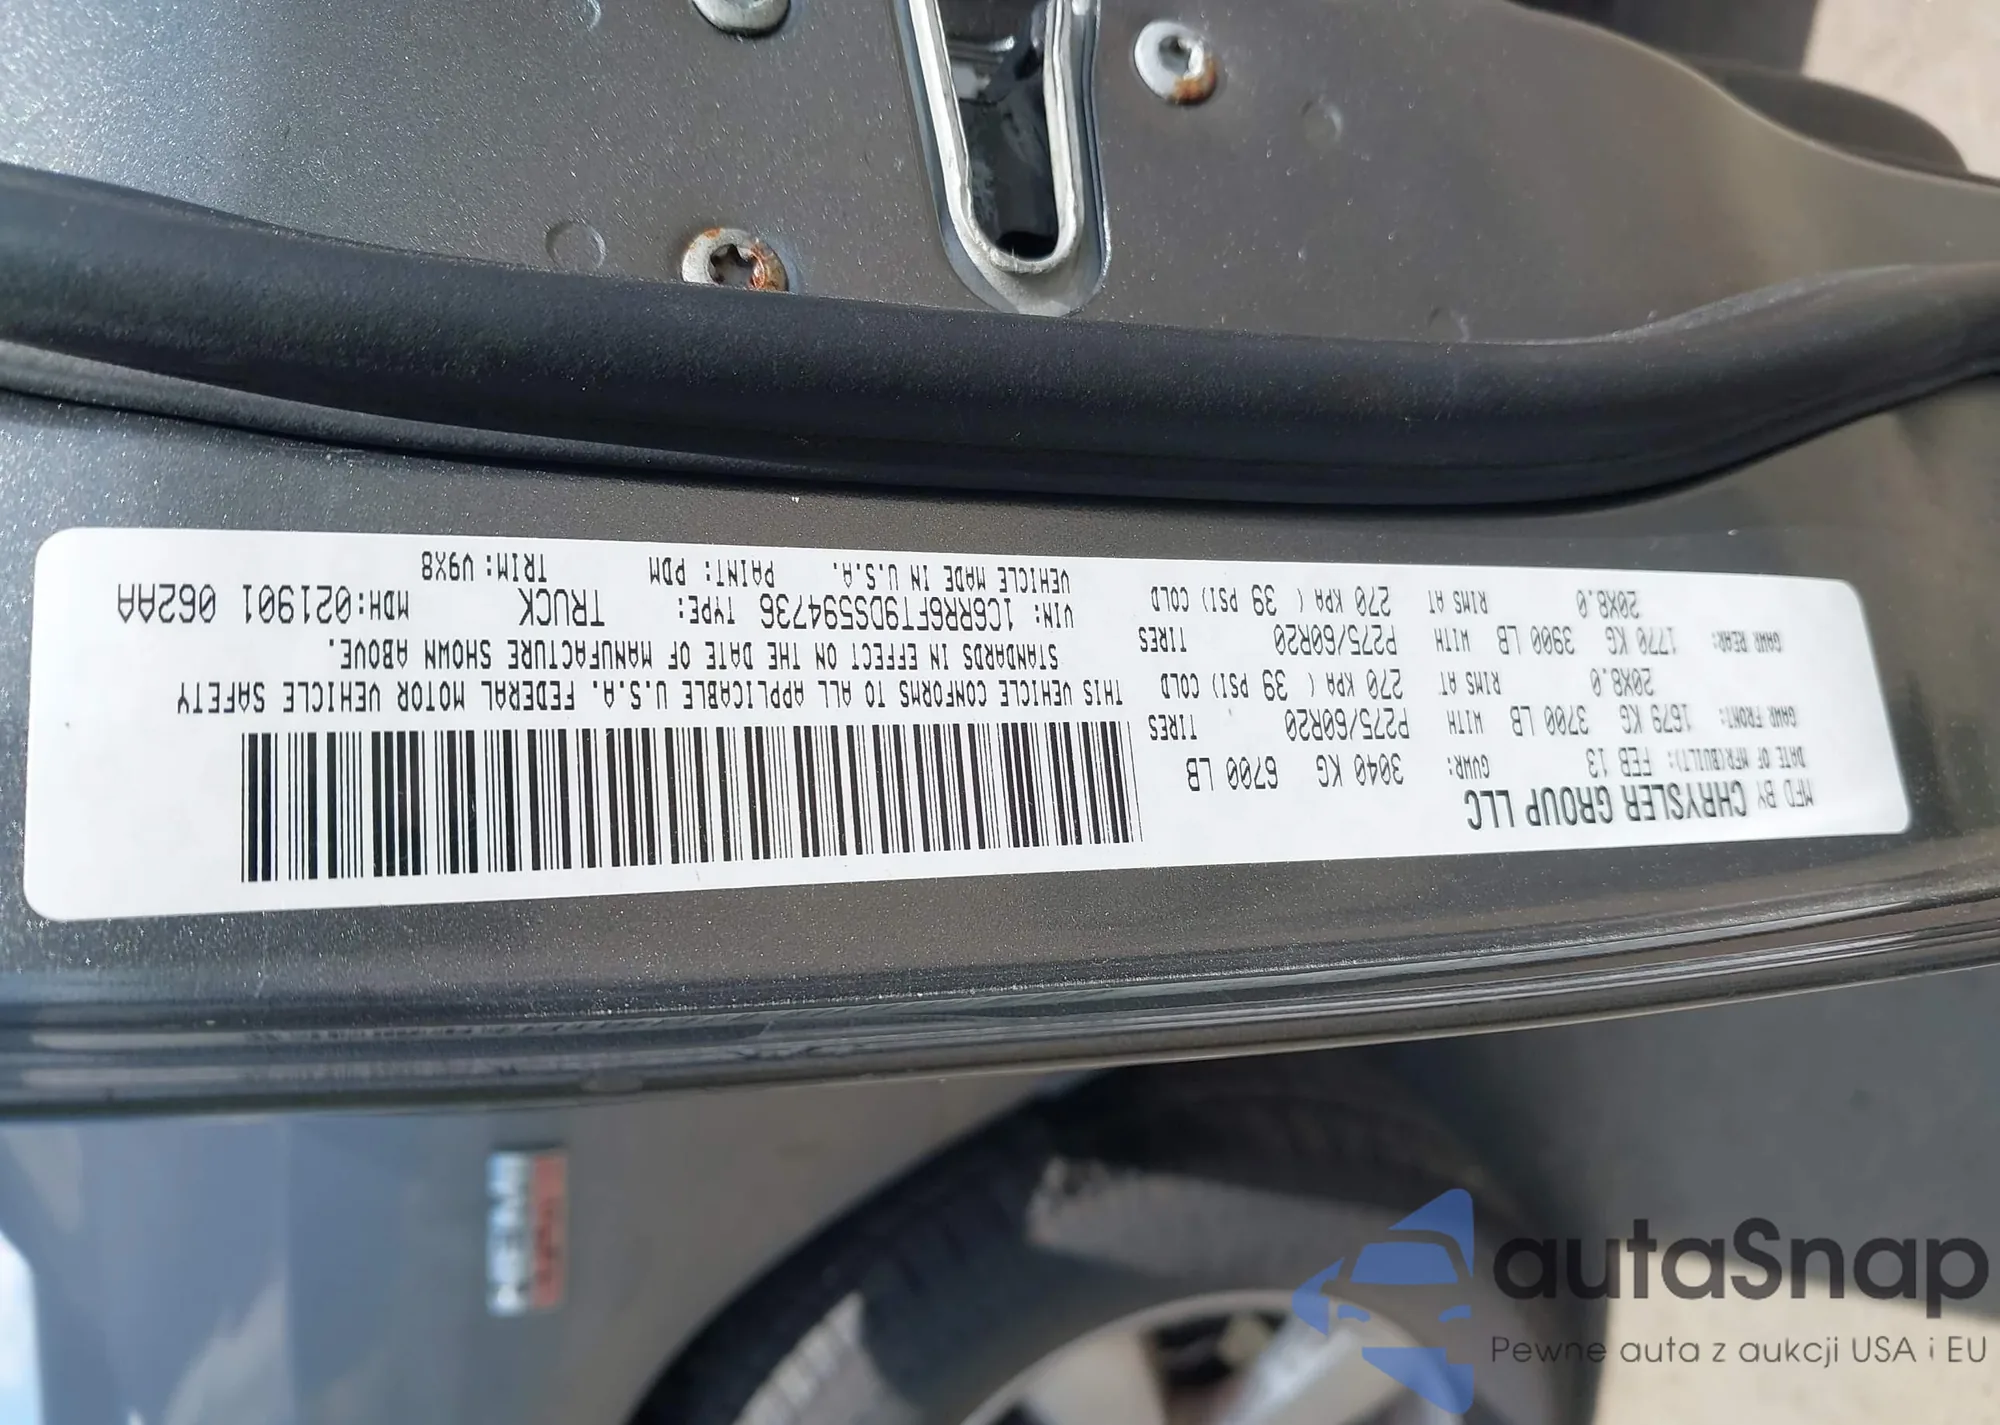 MFD BY CHRYSLER GROUP LLC
DATE OF MFR(BUILT): FEB 13 GVWR: 3040 KG 6700 LB
GAWR FRONT: 1679 KG 3700 LB WITH P275/60R20 TIRES
20X8.0 RIMS AT 270 KPA ( 39 PSI) COLD
GAWR REAR: 1770 KG 3900 LB WITH P275/60R20 TIRES
20X8.0 RIMS AT 270 KPA ( 39 PSI) COLD
THIS VEHICLE CONFORMS TO ALL APPLICABLE U.S.A. FEDERAL MOTOR VEHICLE SAFETY
STANDARDS IN EFFECT ON THE DATE OF MANUFACTURE SHOWN ABOVE.
VIN: 1C6RR6FT9DS594736 TYPE: TRUCK MDH:021901 062AA
VEHICLE MADE IN U.S.A. PAINT: PDM TRIM: V9X8
HEMI
autaSnap
Pewne auta z aukcji USA i EU